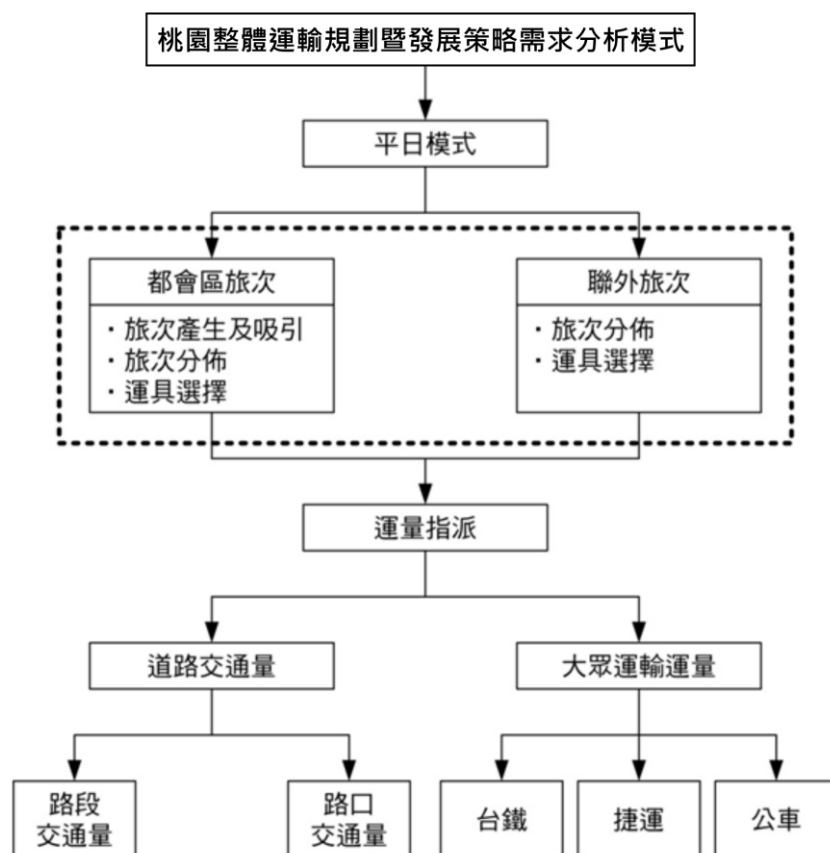 桃園整體運輸規劃暨發展策略需求分析模式
平日模式
都會區旅次
・旅次產生及吸引
・旅次分佈
・運具選擇
聯外旅次
・旅次分佈
・運具選擇
運量指派
道路交通量
大眾運輸運量
路段
交通量
路口
交通量
台鐵
捷運
公車